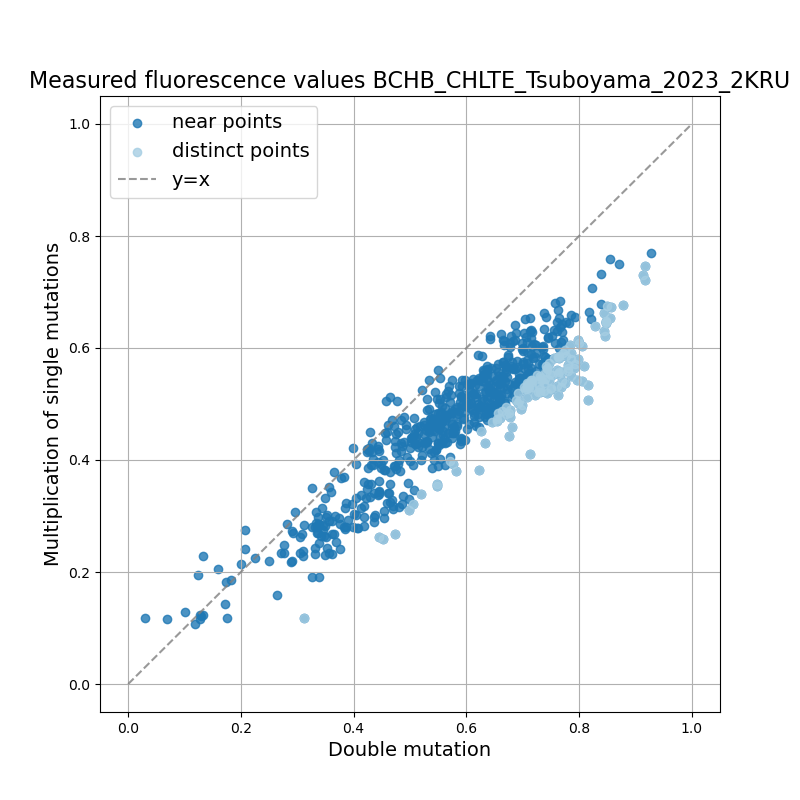 Measured fluorescence values BCHB_CHLTE_Tsuboyama_2023_2KRU
near points
distinct points
y=x
1.0
0.8
0.6
0.4
0.2
0.0
Multiplication of single mutations
0.0 0.2 0.4 0.6 0.8 1.0
Double mutation